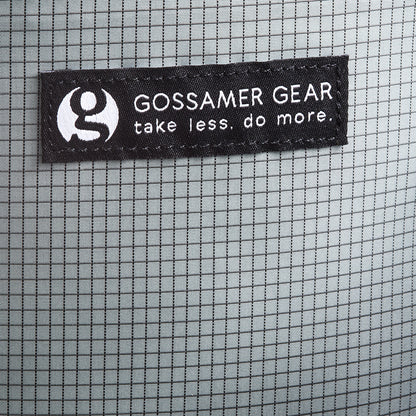 g GOSSAMER GEAR
take less. do more.